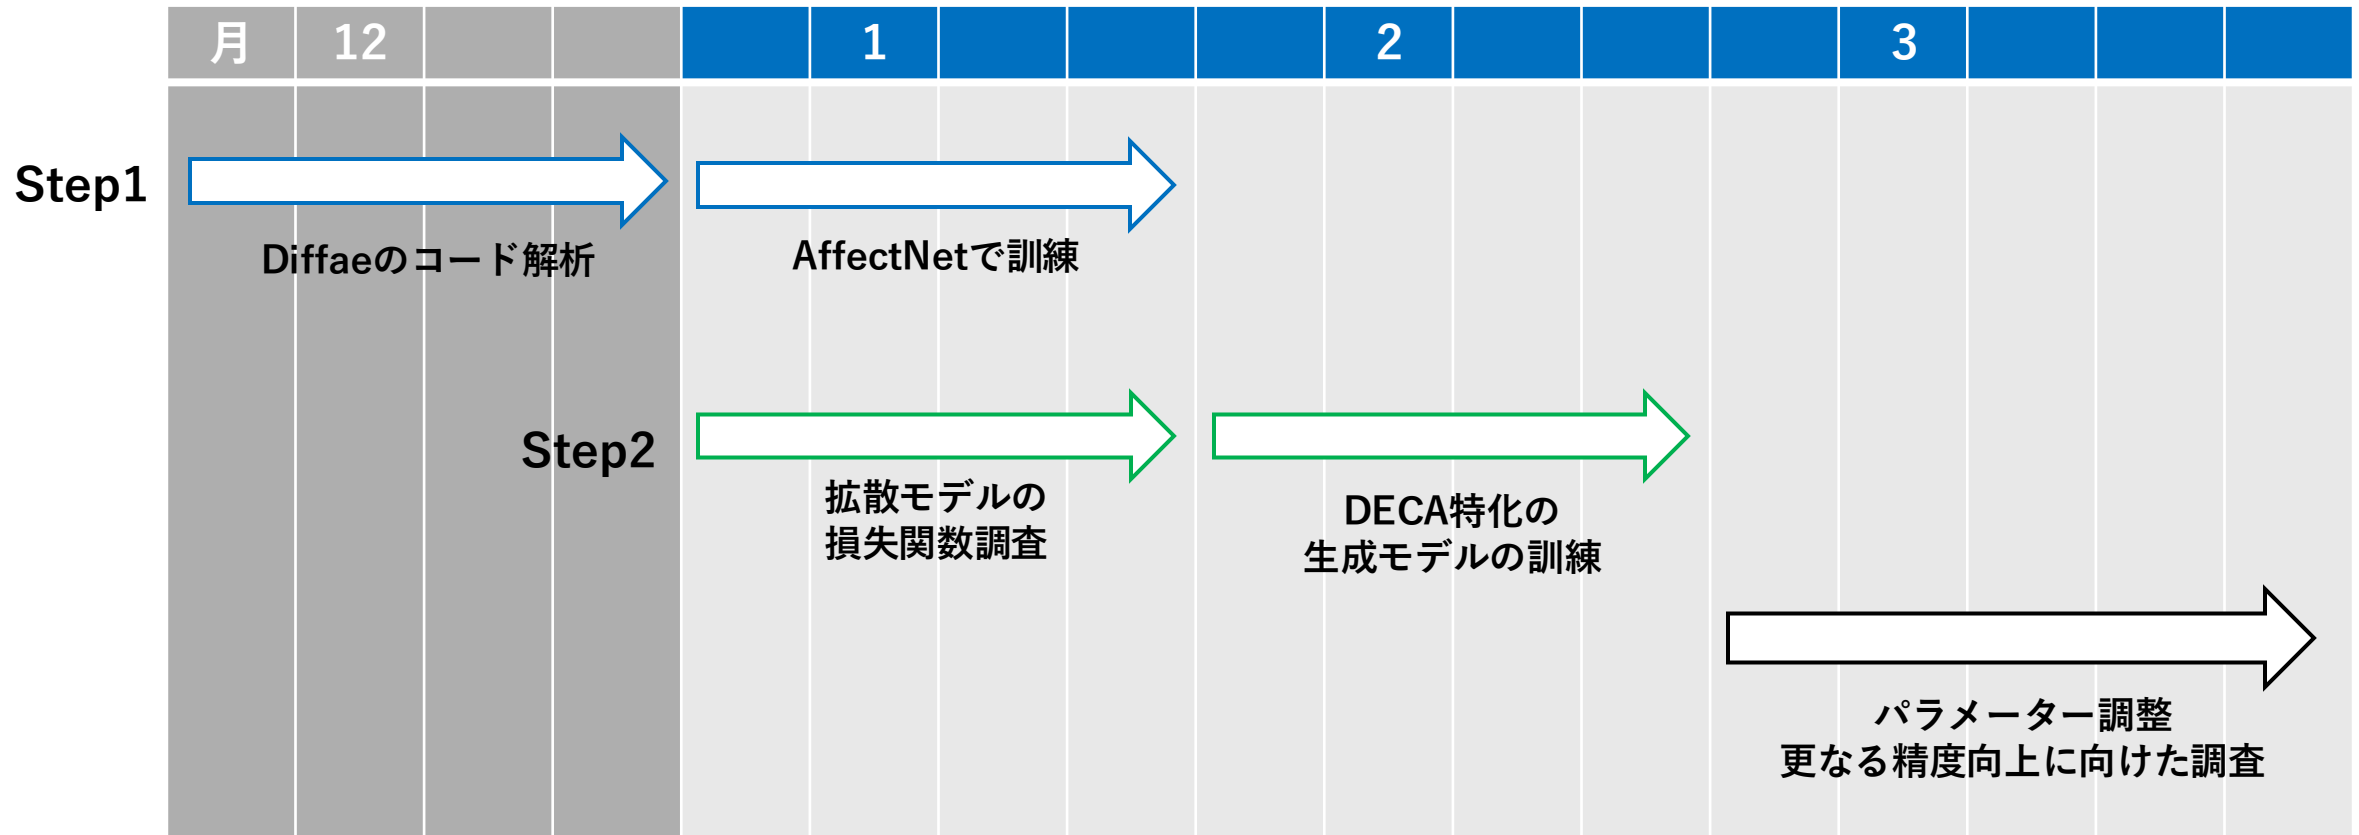 月 12 1 2 3
Step1
Diffaeのコード解析
AffectNetで訓練
Step2
拡散モデルの
損失関数調査
DECA特化の
生成モデルの訓練
パラメーター調整
更なる精度向上に向けた調査